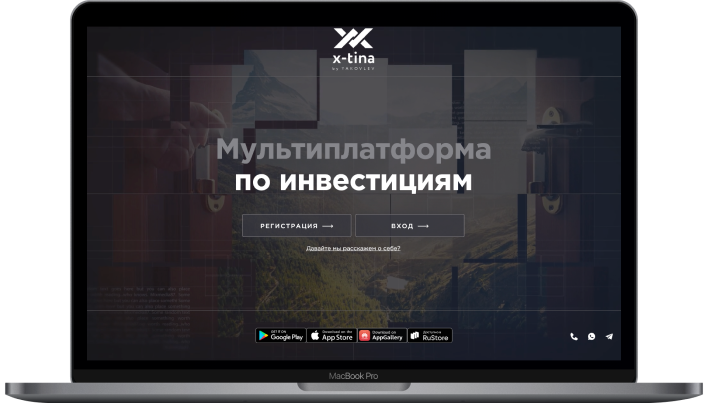 x-tina
by YAKOVLEV
Мультиплатформа
по инвестициям
РЕГИСТРАЦИЯ
ВХОД
Давайте мы расскажем о себе?
GET IT ON
Google Play
Download on the
App Store
Download on
AppGallery
Доступно в
RuStore
MacBook Pro